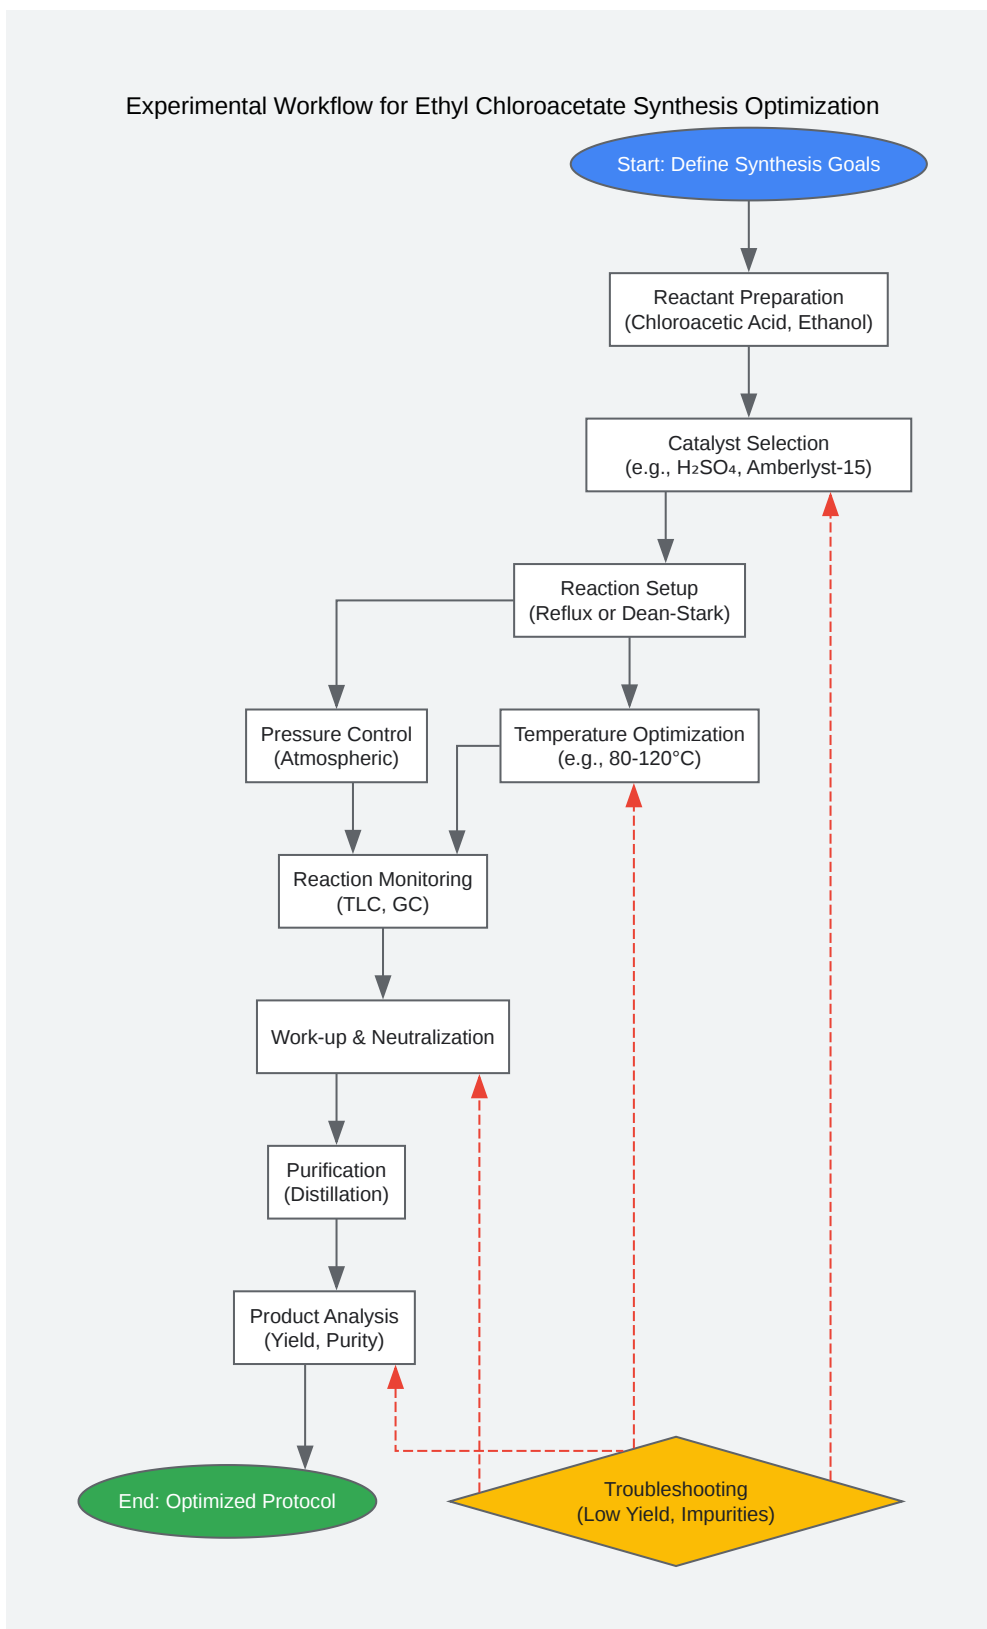 Experimental Workflow for Ethyl Chloroacetate Synthesis Optimization
Start: Define Synthesis Goals
Reactant Preparation
(Chloroacetic Acid, Ethanol)
Catalyst Selection
(e.g., H₂SO₄, Amberlyst-15)
Reaction Setup
(Reflux or Dean-Stark)
Pressure Control
(Atmospheric)
Temperature Optimization
(e.g., 80-120°C)
Reaction Monitoring
(TLC, GC)
Work-up & Neutralization
Purification
(Distillation)
Product Analysis
(Yield, Purity)
End: Optimized Protocol
Troubleshooting
(Low Yield, Impurities)